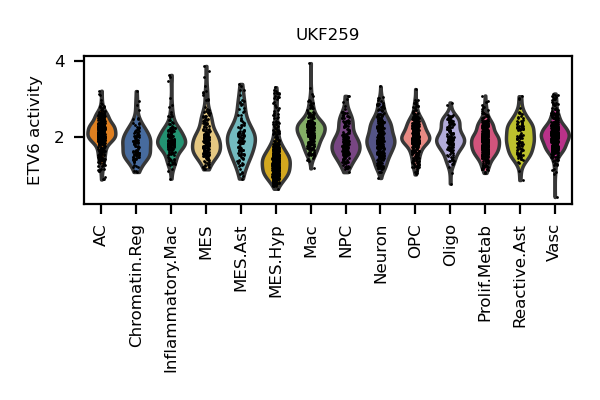 UKF259
ETV6 activity
4
2
AC
Chromatin.Reg
Inflammatory.Mac
MES
MES.Ast
MES.Hyp
Mac
NPC
Neuron
OPC
Oligo
Prolif.Metab
Reactive.Ast
Vasc